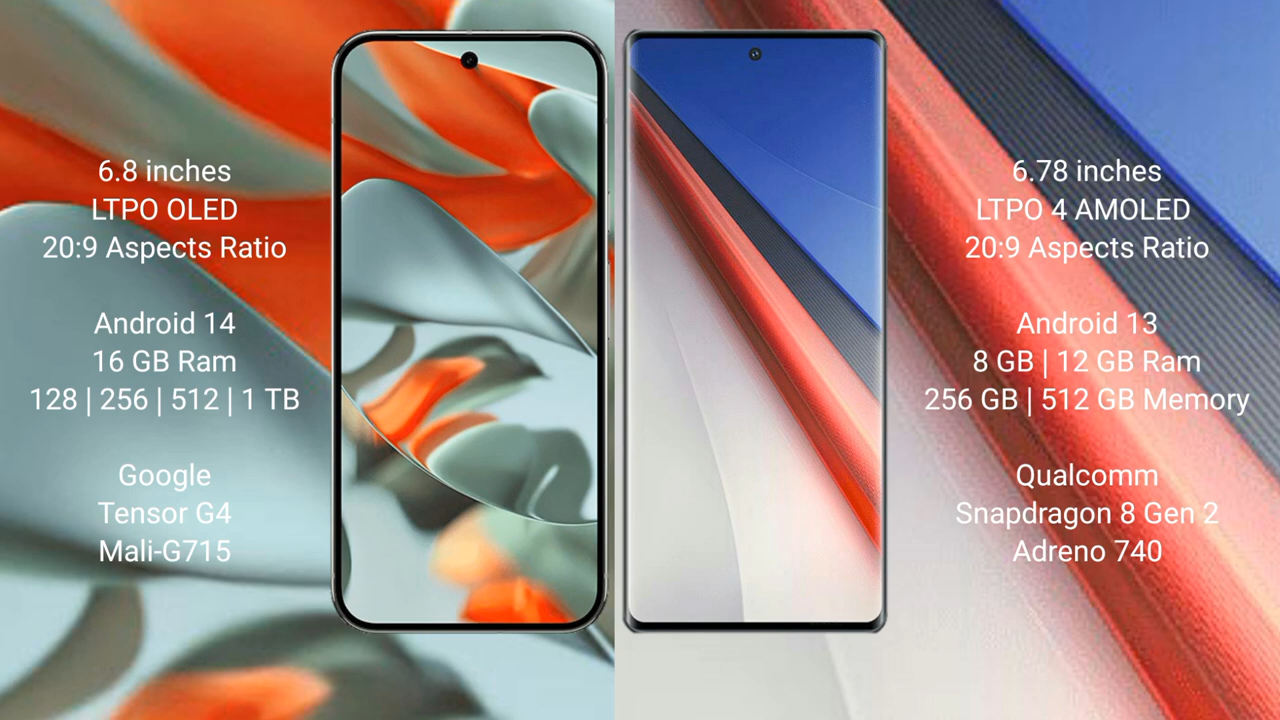 6.8 inches
LTPO OLED
20:9 Aspects Ratio
Android 14
16 GB Ram
128 | 256 | 512 | 1 TB
Google
Tensor G4
Mali-G715
6.78 inches
LTPO 4 AMOLED
20:9 Aspects Ratio
Android 13
8 GB | 12 GB Ram
256 GB | 512 GB Memory
Qualcomm
Snapdragon 8 Gen 2
Adreno 740